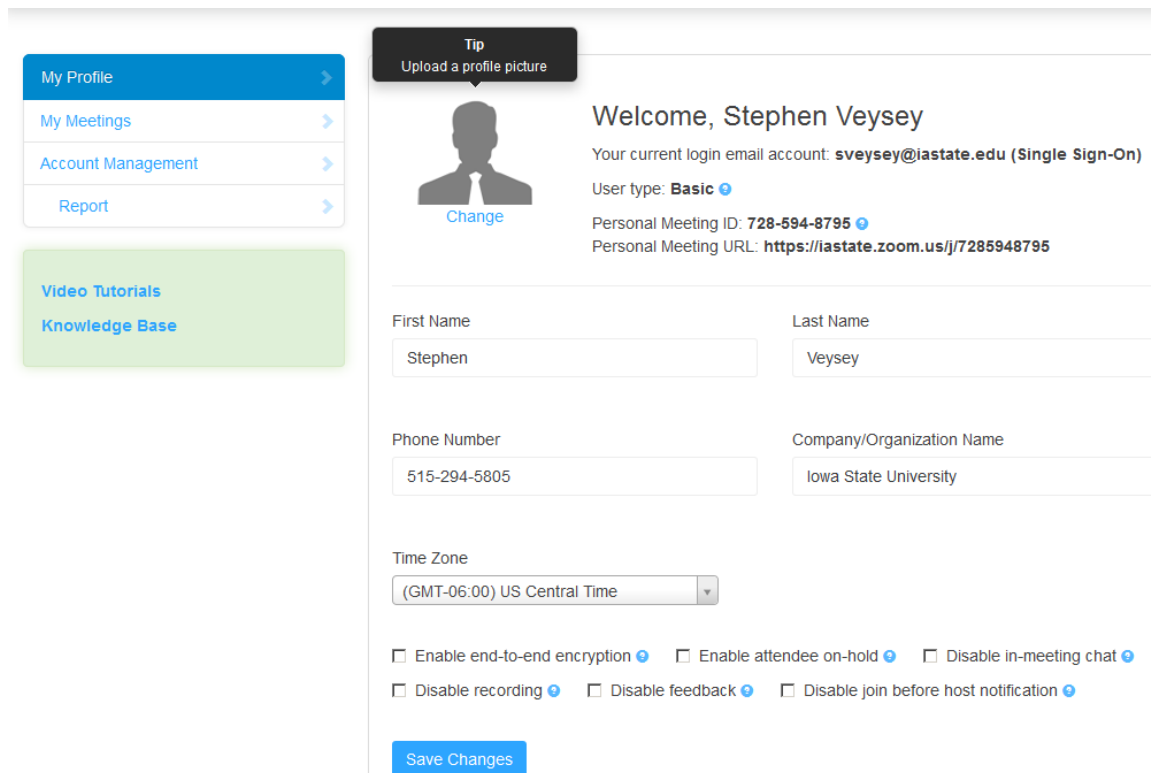 Tip
Upload a profile picture
My Profile
My Meetings
Account Management
Report
Video Tutorials
Knowledge Base
Change
Welcome, Stephen Veysey
Your current login email account: sveysey@iastate.edu (Single Sign-On)
User type: Basic
Personal Meeting ID: 728-594-8795
Personal Meeting URL: https://iastate.zoom.us/j/7285948795
First Name
Last Name
Stephen
Veysey
Phone Number
Company/Organization Name
515-294-5805
Iowa State University
Time Zone
(GMT-06:00) US Central Time
Enable end-to-end encryption
Enable attendee on-hold
Disable in-meeting chat
Disable recording
Disable feedback
Disable join before host notification
Save Changes